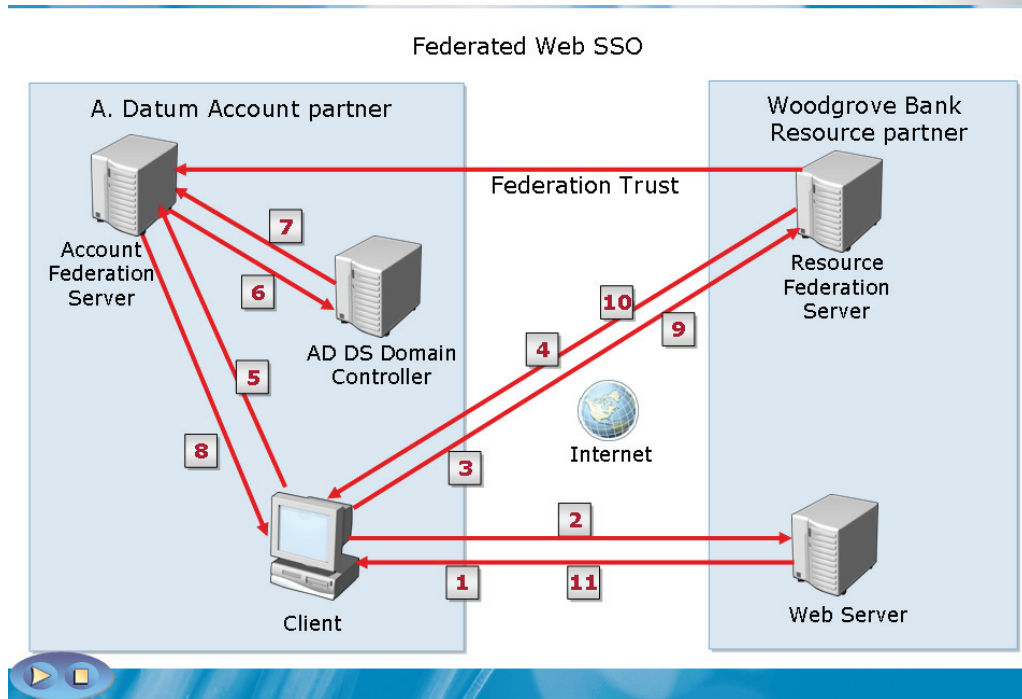 Federated Web SSO
A. Datum Account partner
Woodgrove Bank
Resource partner
Federation Trust
7
Account
Federation
Server
6
AD DS Domain
Controller
Resource
Federation
Server
10
9
4
5
Internet
8
3
2
1
11
Client
Web Server